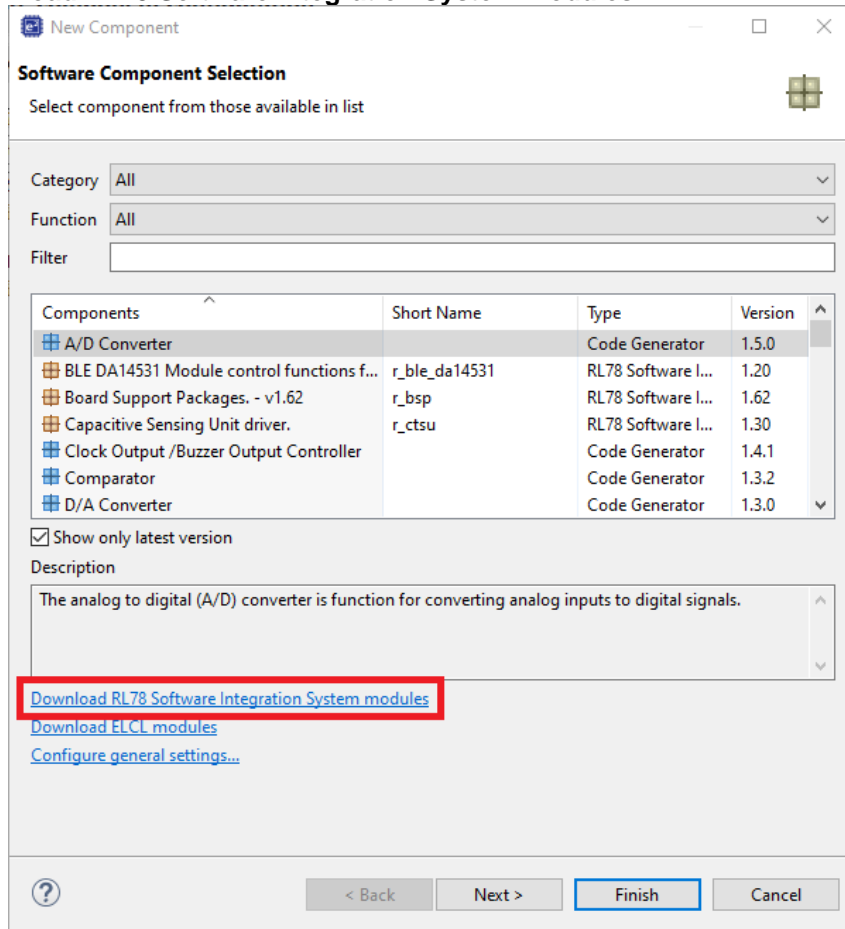 New Component
Software Component Selection
Select component from those available in list
Category All
Function All
Filter
Components Short Name Type Version
A/D Converter Code Generator 1.5.0
BLE DA14531 Module control functions f... r_ble_da14531 RL78 Software I... 1.20
Board Support Packages. - v1.62 r_bsp RL78 Software I... 1.62
Capacitive Sensing Unit driver. r_ctsu RL78 Software I... 1.30
Clock Output /Buzzer Output Controller Code Generator 1.4.1
Comparator Code Generator 1.3.2
D/A Converter Code Generator 1.3.0
Show only latest version
Description
The analog to digital (A/D) converter is function for converting analog inputs to digital signals.
Download RL78 Software Integration System modules
Download ELCL modules
Configure general settings...
< Back Next > Finish Cancel